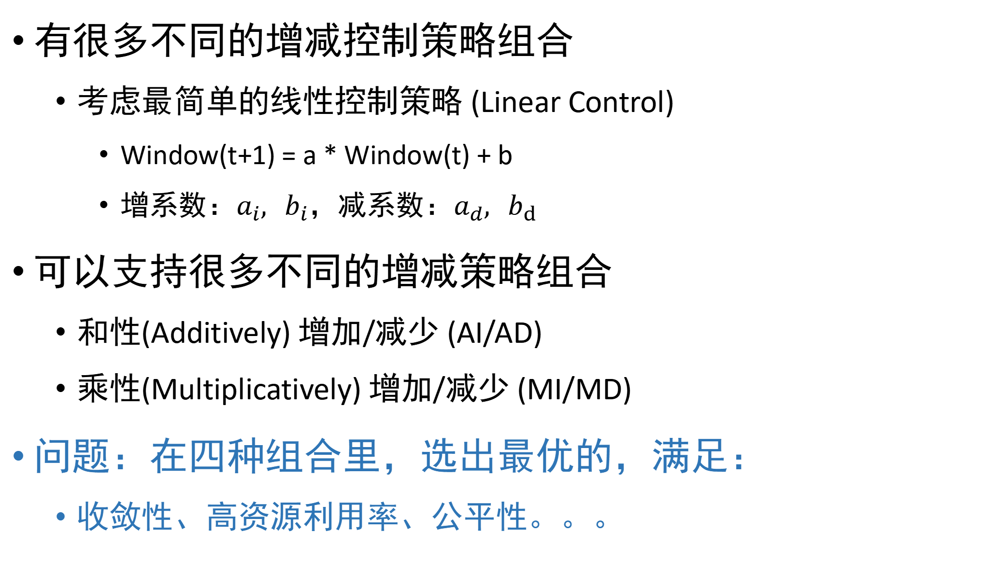 • 有很多不同的增减控制策略组合
• 考虑最简单的线性控制策略 (Linear Control)
• Window(t+1) = a * Window(t) + b
• 增系数：a_i, b_i，减系数：a_d, b_d
• 可以支持很多不同的增减策略组合
• 和性(Additively) 增加/减少 (AI/AD)
• 乘性(Multiplicatively) 增加/减少 (MI/MD)
• 问题：在四种组合里，选出最优的，满足：
• 收敛性、高资源利用率、公平性。。。